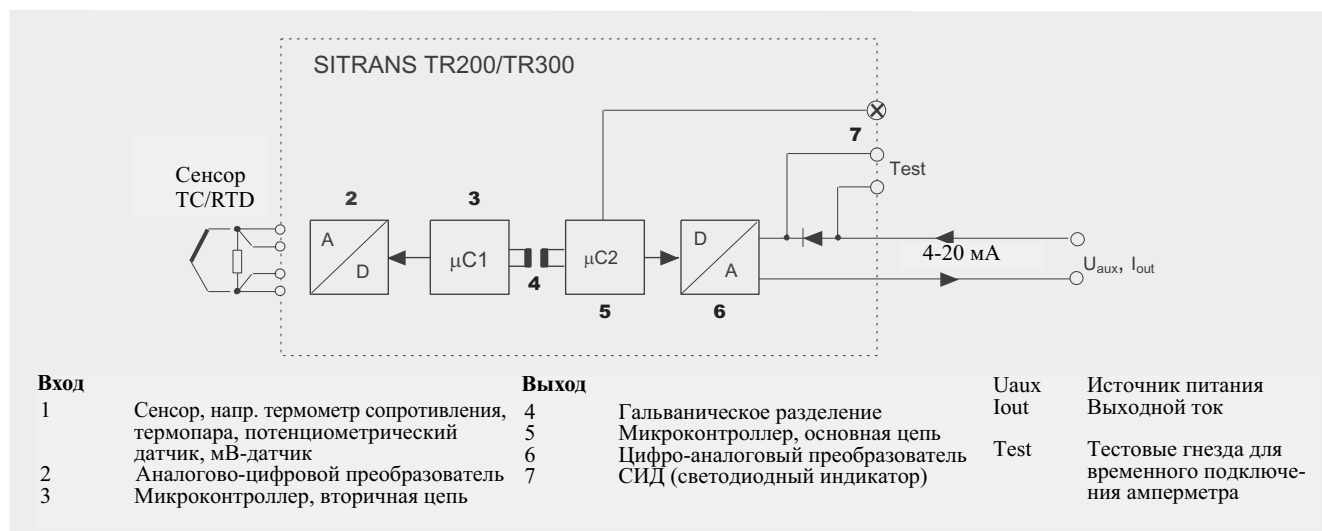 SITRANS TR200/TR300
7
Test
Сенсор
TC/RTD
2
3
A
D
µC1
4
µC2
5
D
A
6
4-20 мА
Uaux, Iout
Вход
1 Сенсор, напр. термометр сопротивления,
термопара, потенциометрический
датчик, мВ-датчик
2 Аналогово-цифровой преобразователь
3 Микроконтроллер, вторичная цепь
Выход
4 Гальваническое разделение
5 Микроконтроллер, основная цепь
6 Цифро-аналоговый преобразователь
7 СИД (светодиодный индикатор)
Uaux Источник питания
Iout Выходной ток
Test Тестовые гнезда для
временного подключе-
ния амперметра